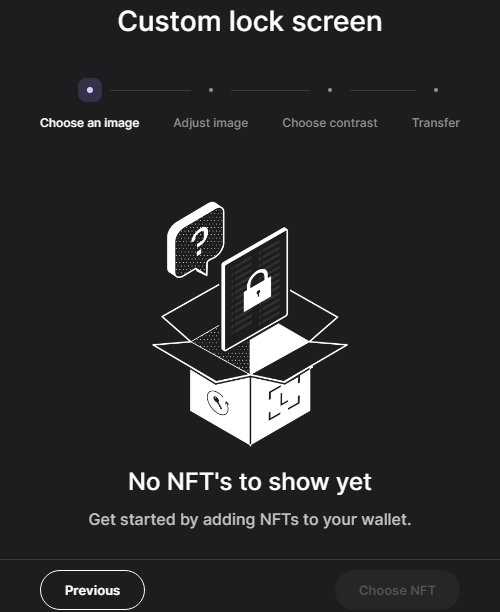 Custom lock screen
Choose an image
Adjust image
Choose contrast
Transfer
?
No NFT's to show yet
Get started by adding NFTs to your wallet.
Previous
Choose NFT